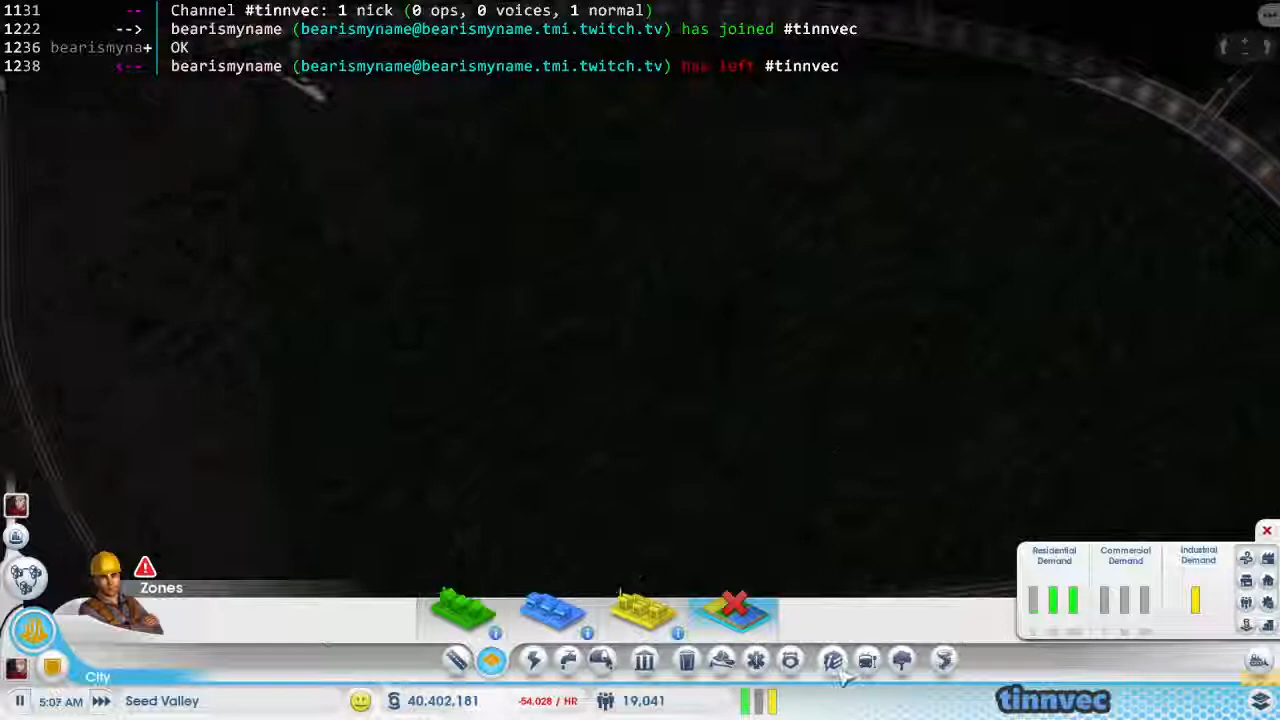 1131 -- Channel #tinnvec: 1 nick (0 ops, 0 voices, 1 normal)
1222 --> bearismyname (bearismyname@bearismyname.tmi.twitch.tv) has joined #tinnvec
1236 bearismyna+ OK
1238 <-- bearismyname (bearismyname@bearismyname.tmi.twitch.tv) has left #tinnvec
Residential Demand
Commercial Demand
Industrial Demand
Zones
City
5:07 AM
Seed Valley
40,402,181
-54,028 / HR
19,041
tinnvec